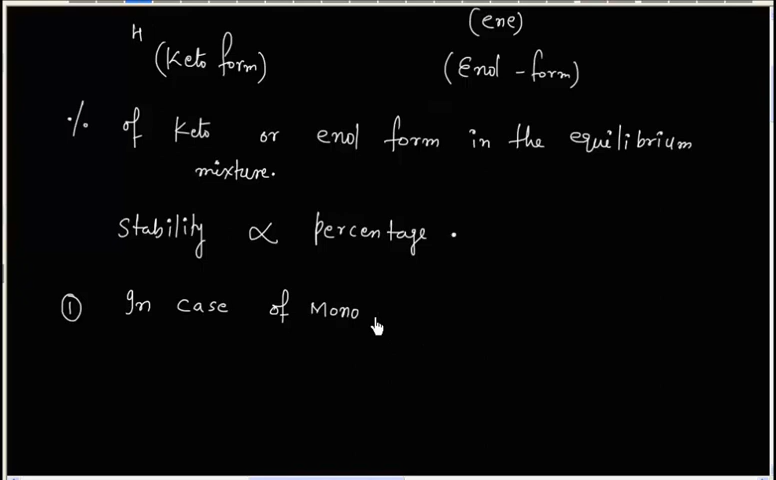 (ene)
H (Keto form) (Enol - form)
% of Keto or enol form in the equilibrium
mixture.
Stability ∝ percentage .
① In case of Mono